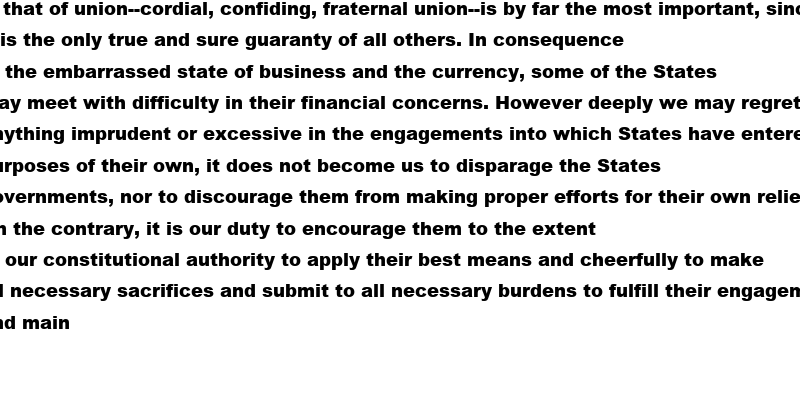 that of union--cordial, confiding, fraternal union--is by far the most important, sinc
is the only true and sure guaranty of all others. In consequence
the embarrassed state of business and the currency, some of the States
ay meet with difficulty in their financial concerns. However deeply we may regret
nything imprudent or excessive in the engagements into which States have entere
urposes of their own, it does not become us to disparage the States
overnments, nor to discourage them from making proper efforts for their own relie
n the contrary, it is our duty to encourage them to the extent
our constitutional authority to apply their best means and cheerfully to make
l necessary sacrifices and submit to all necessary burdens to fulfill their engagem
nd main